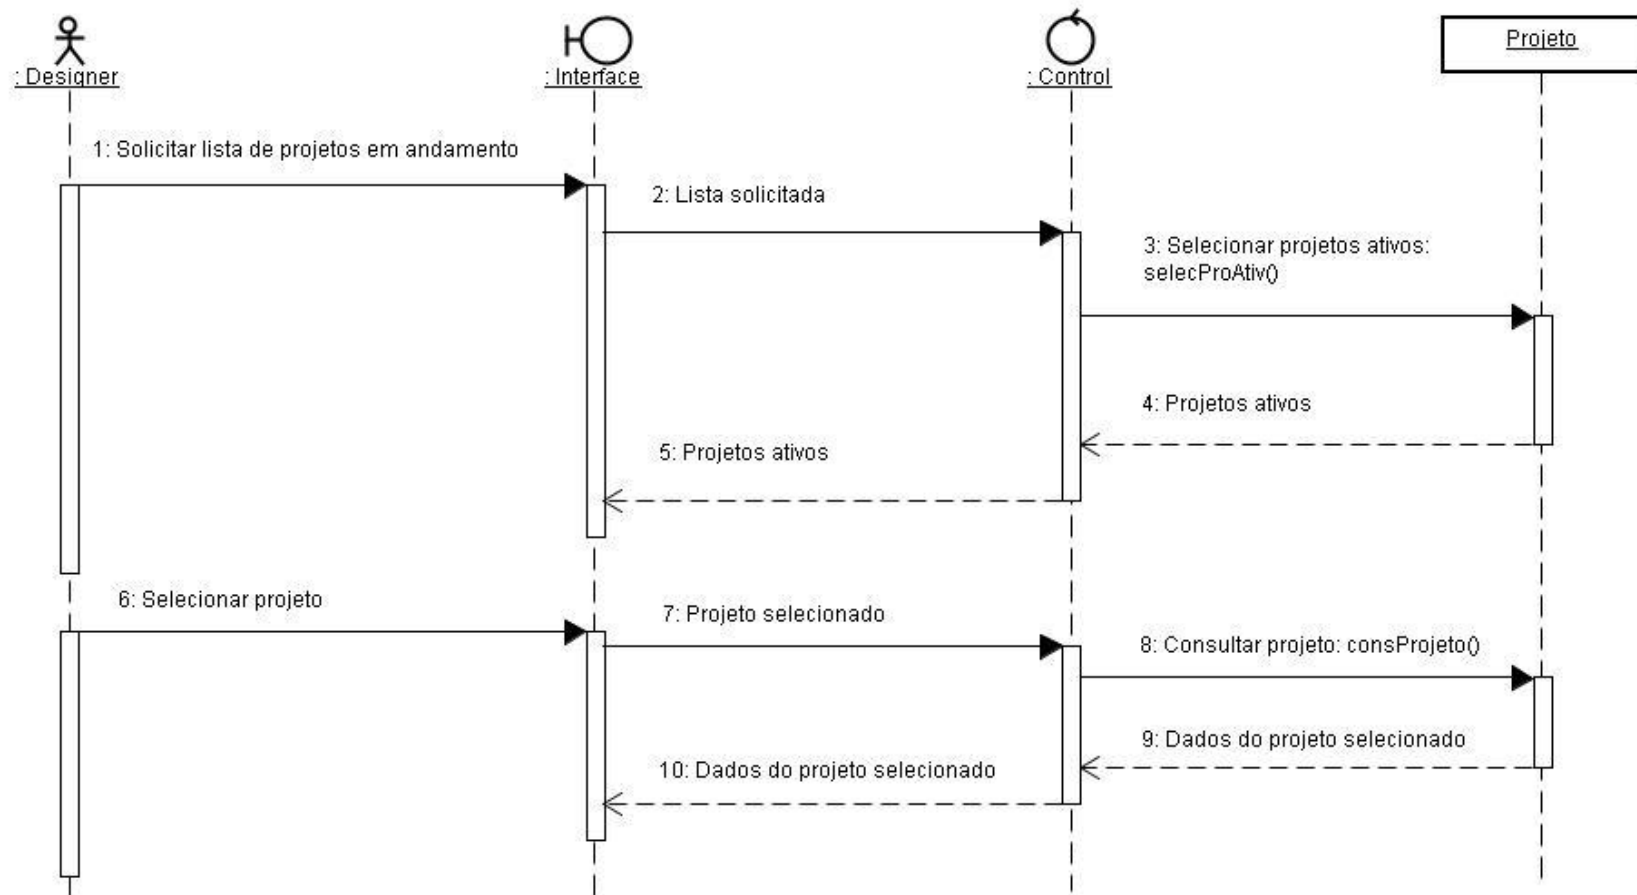 : Designer
: Interface
: Control
Projeto
1: Solicitar lista de projetos em andamento
2: Lista solicitada
3: Selecionar projetos ativos:
selecProAtiv()
4: Projetos ativos
5: Projetos ativos
6: Selecionar projeto
7: Projeto selecionado
8: Consultar projeto: consProjeto()
9: Dados do projeto selecionado
10: Dados do projeto selecionado